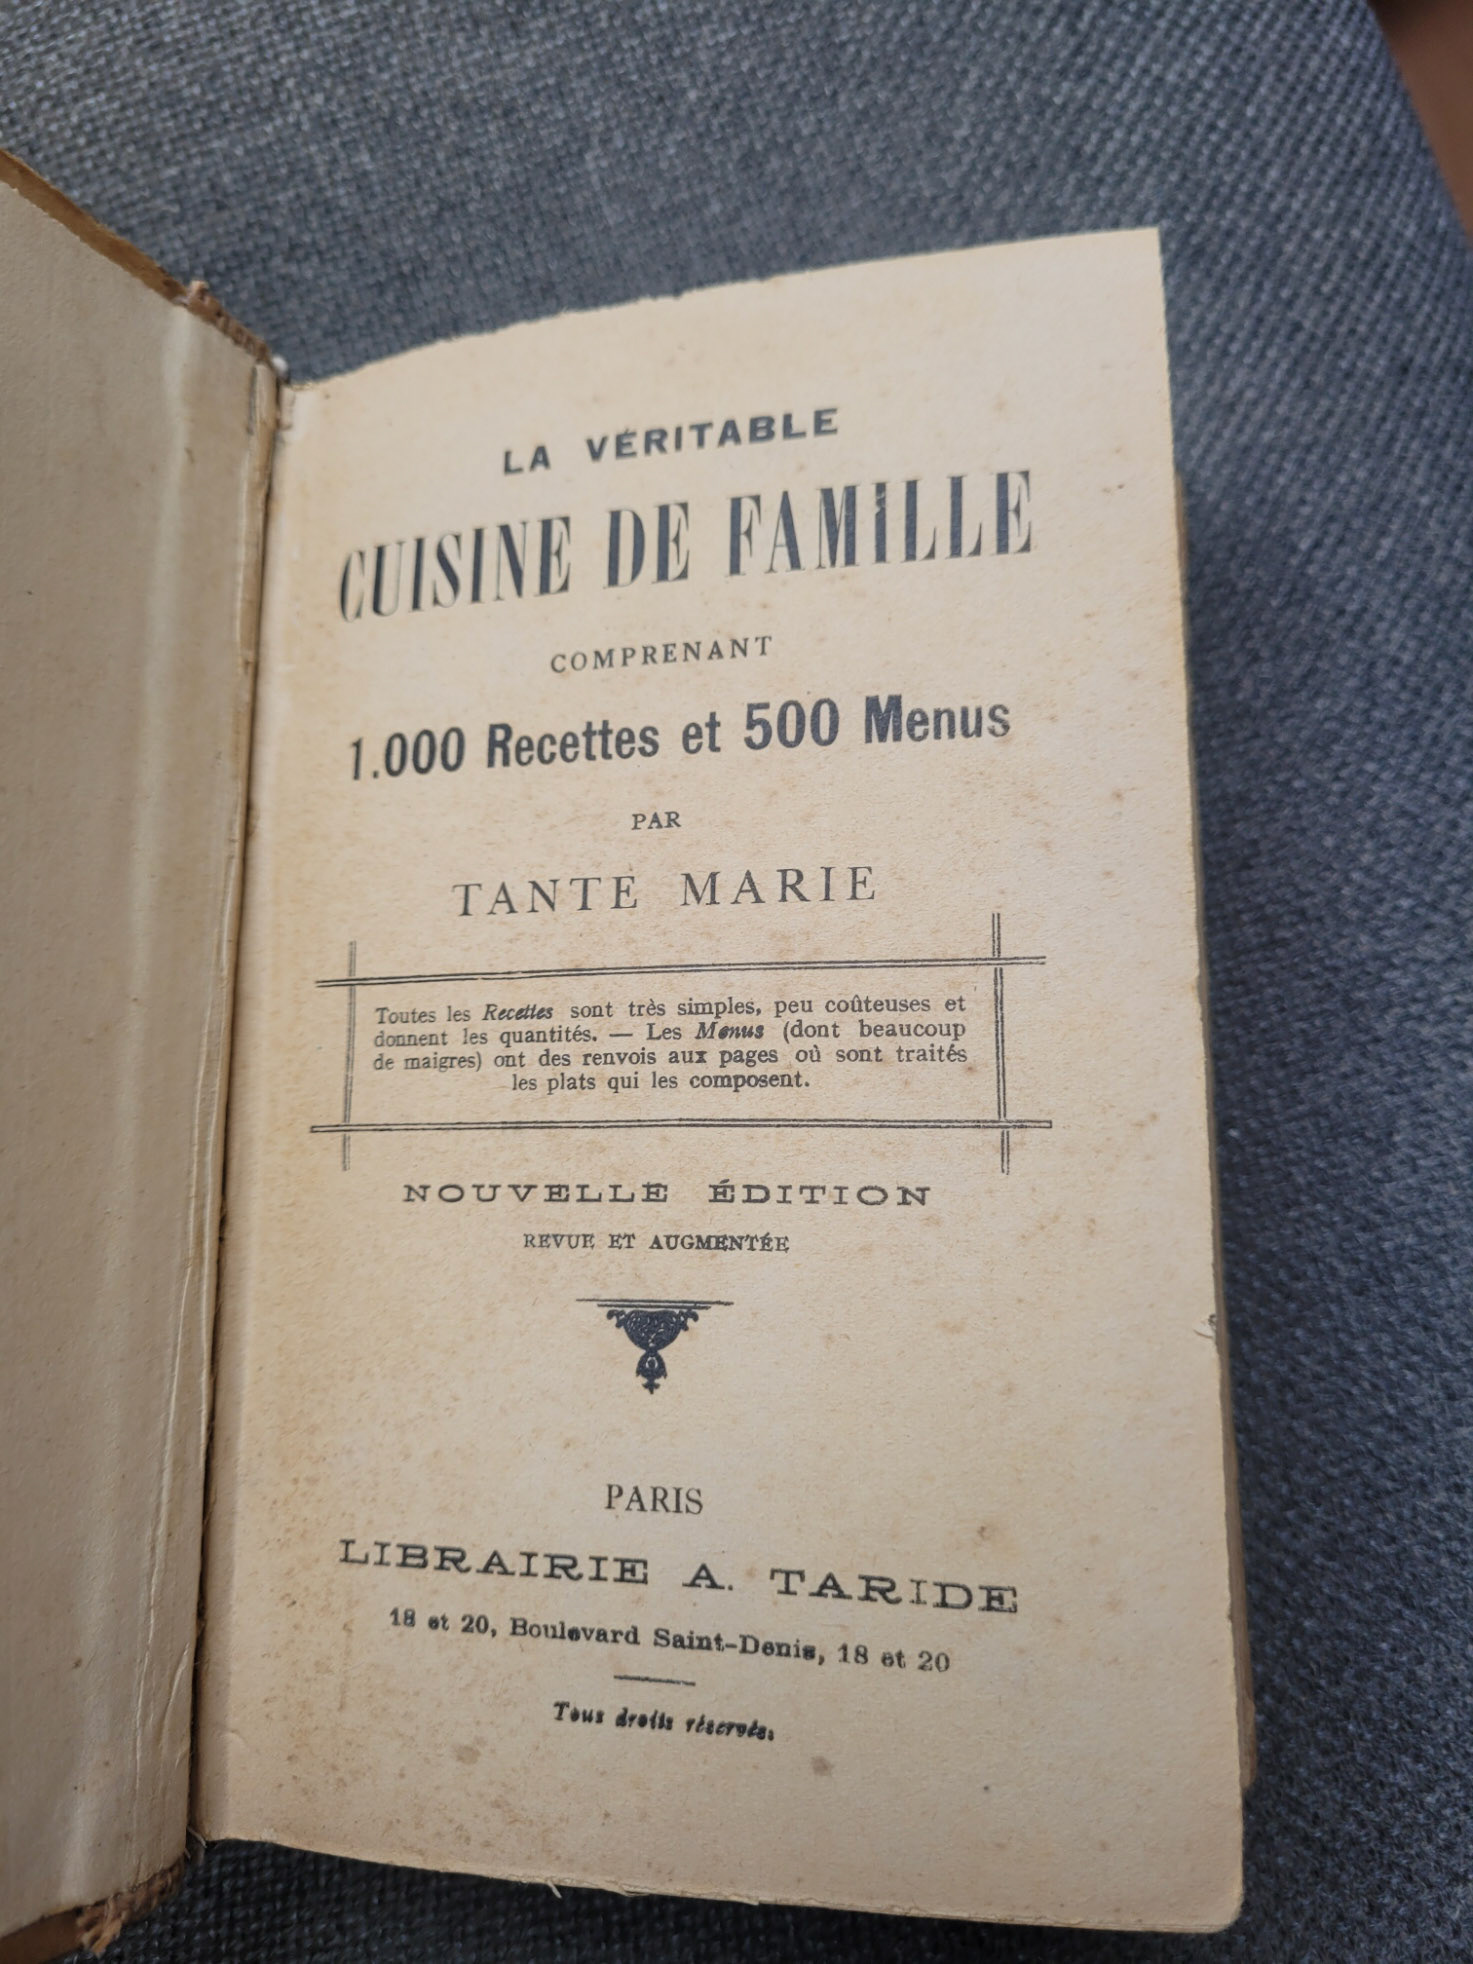 LA VÉRITABLE
CUISINE DE FAMILLE
COMPRENANT
1.000 Recettes et 500 Menus
PAR
TANTE MARIE
Toutes les Recettes sont très simples, peu coûteuses et
donnent les quantités. — Les Menus (dont beaucoup
de maigres) ont des renvois aux pages où sont traités
les plats qui les composent.
NOUVELLE ÉDITION
REVUE ET AUGMENTÉE
PARIS
LIBRAIRIE A. TARIDE
18 et 20, Boulevard Saint-Denis, 18 et 20
Tous droits réservés.